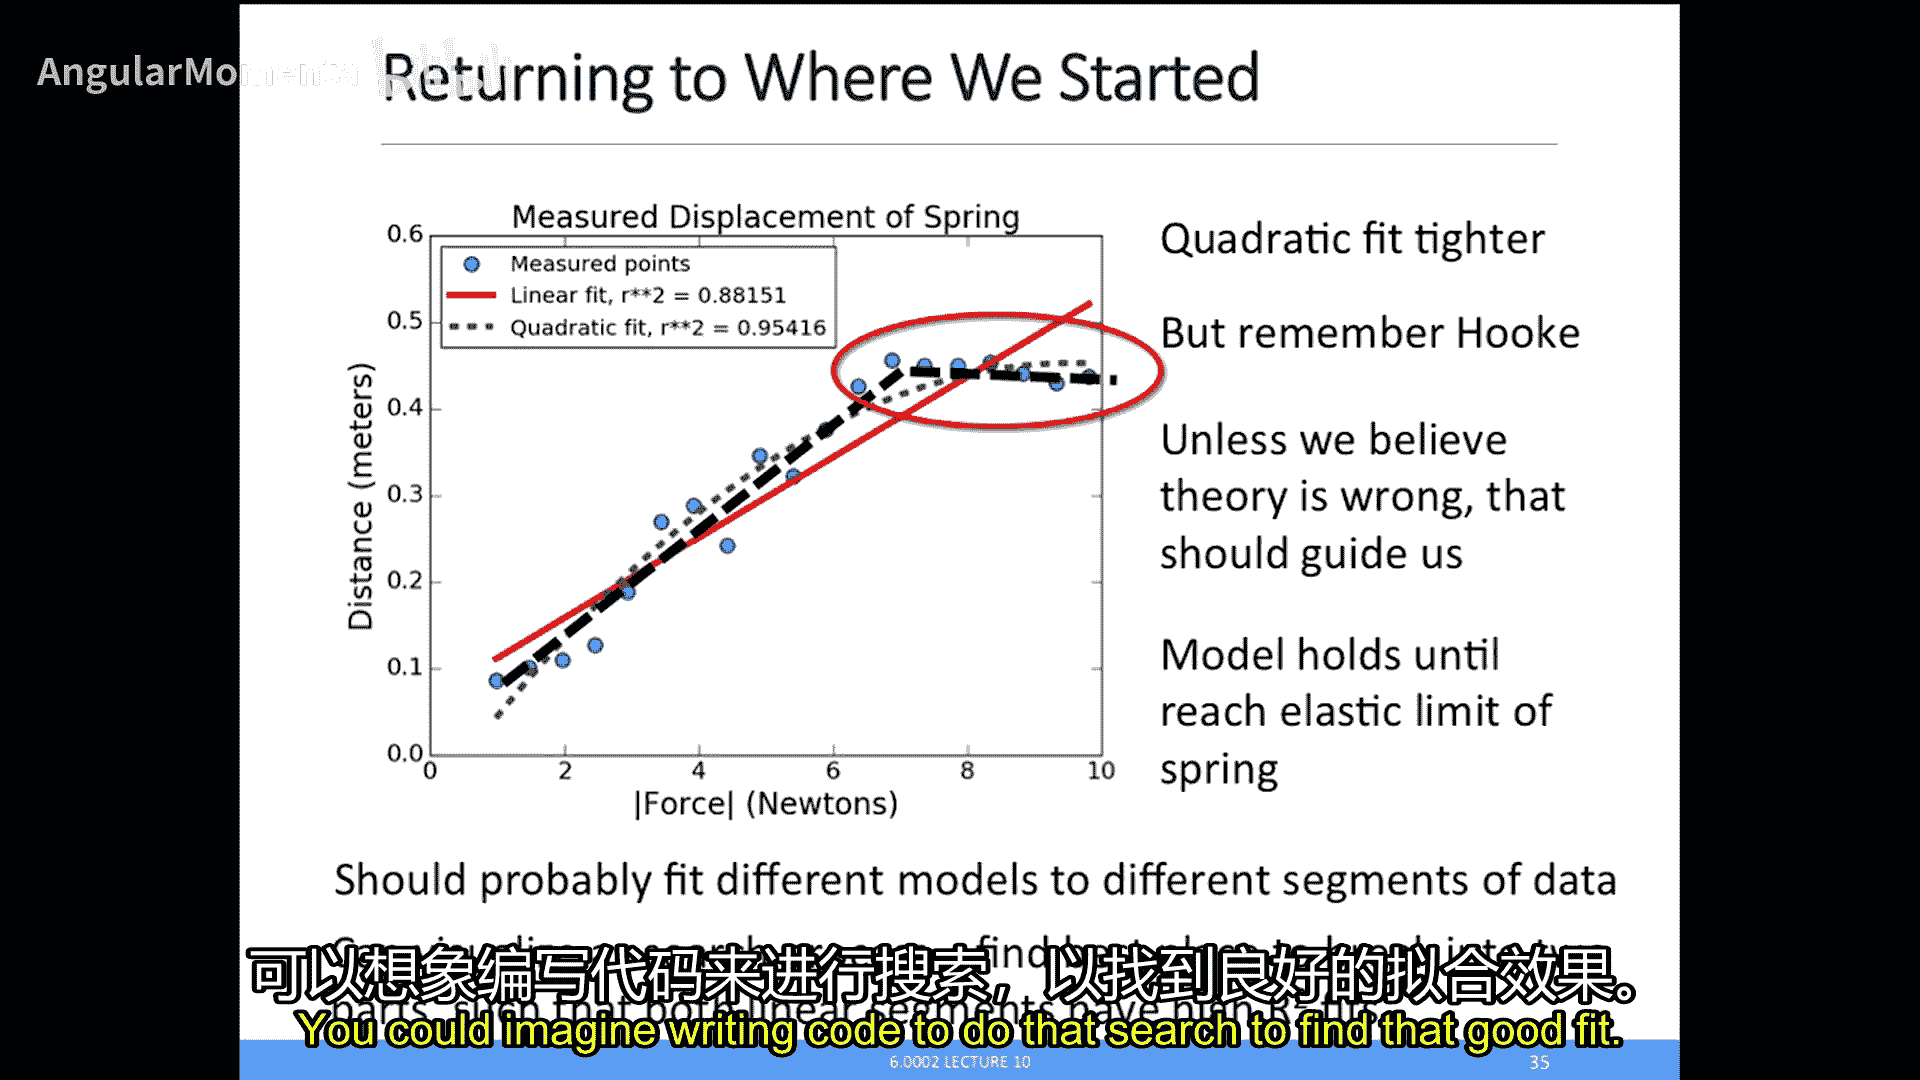 AngularMomenta
Returning to Where We Started
Measured Displacement of Spring
Measured points
Linear fit, r**2 = 0.88151
Quadratic fit, r**2 = 0.95416
0.6
0.5
0.4
0.3
0.2
0.1
0.0
Distance (meters)
0 2 4 6 8 10
|Force| (Newtons)
Quadratic fit tighter
But remember Hooke
Unless we believe
theory is wrong, that
should guide us
Model holds until
reach elastic limit of
spring
Should probably fit different models to different segments of data
可以想象编写代码来进行搜索，以找到良好的拟合效果。
You could imagine writing code to do that search to find that good fit.
6.0002 LECTURE 10
35